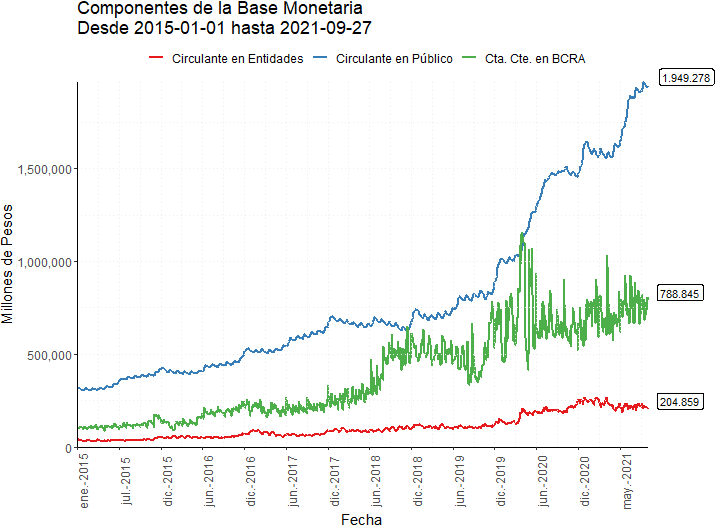 Componentes de la Base Monetaria
Desde 2015-01-01 hasta 2021-09-27
Circulante en Entidades Circulante en Público Cta. Cte. en BCRA
1.949.278
1,500,000
1,000,000
788.845
500,000
204.859
0
Millones de Pesos
ene.-2015 jul.-2015 dic.-2015 jun.-2016 dic.-2016 jun.-2017 dic.-2017 jun.-2018 dic.-2018 jun.-2019 dic.-2019 jun.-2020 dic.-2020 may.-2021
Fecha